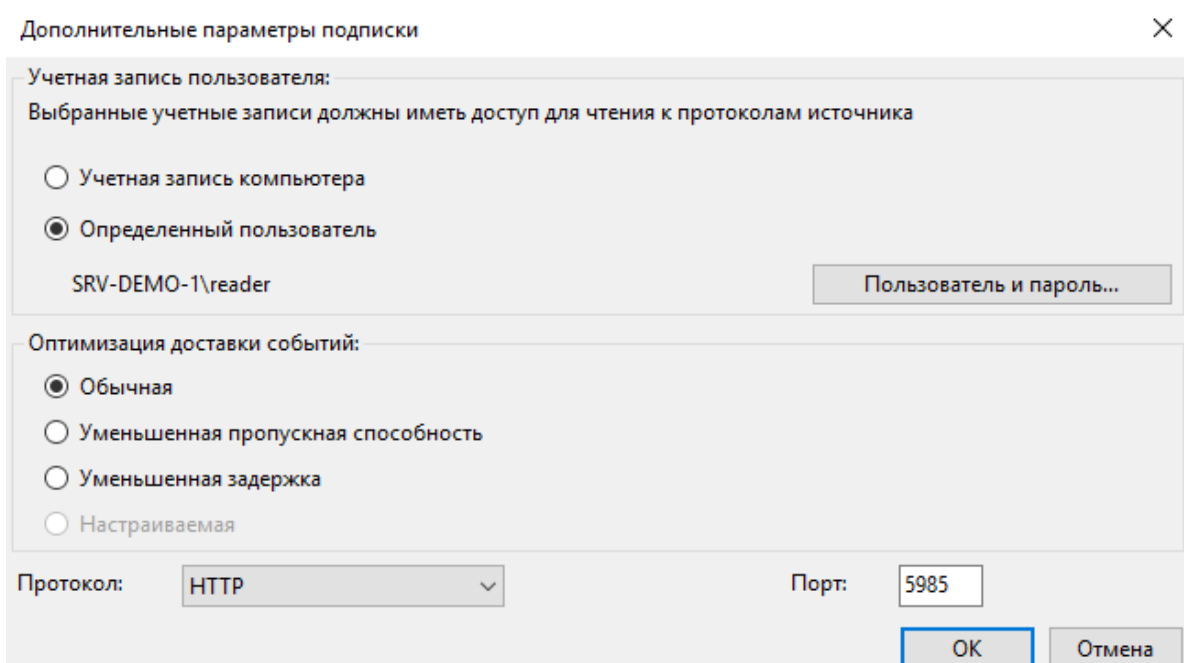 Дополнительные параметры подписки
Учетная запись пользователя:
Выбранные учетные записи должны иметь доступ для чтения к протоколам источника
Учетная запись компьютера
Определенный пользователь
SRV-DEMO-1\reader
Пользователь и пароль...
Оптимизация доставки событий:
Обычная
Уменьшенная пропускная способность
Уменьшенная задержка
Настраиваемая
Протокол: HTTP Порт: 5985
ОК Отмена